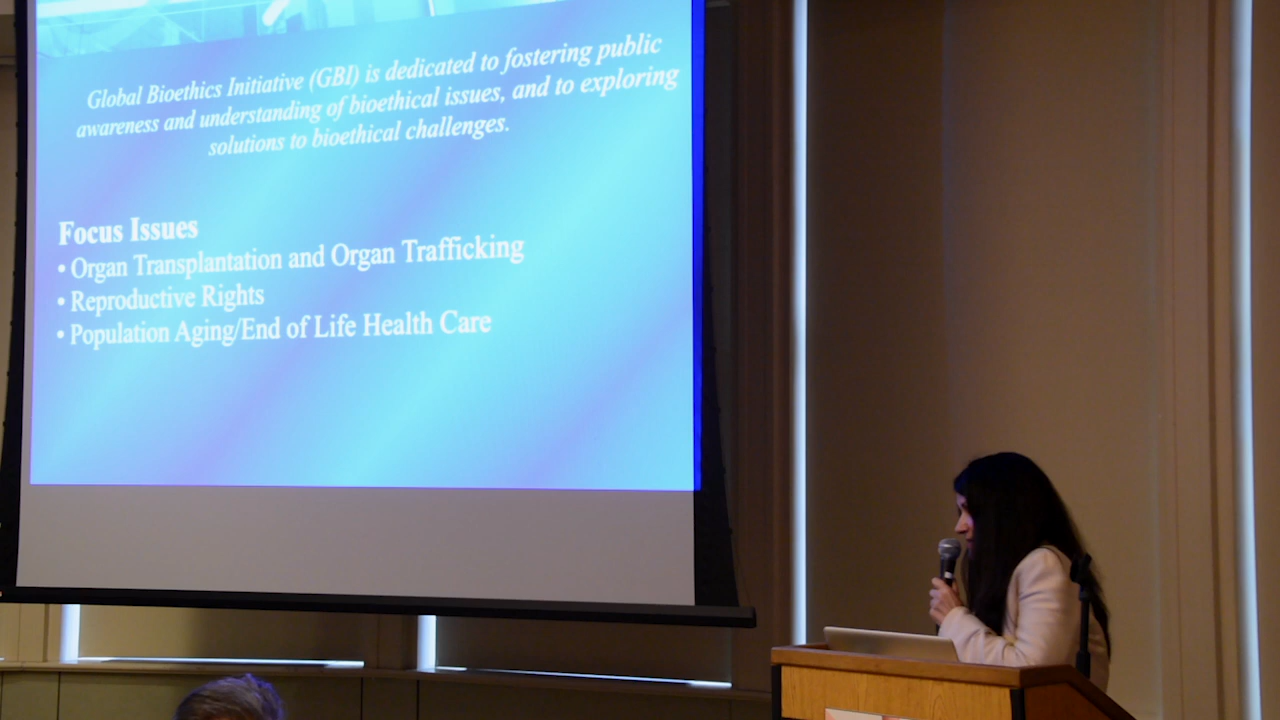 Global Bioethics Initiative (GBI) is dedicated to fostering public
awareness and understanding of bioethical issues, and to exploring
solutions to bioethical challenges.
Focus Issues
• Organ Transplantation and Organ Trafficking
• Reproductive Rights
• Population Aging/End of Life Health Care